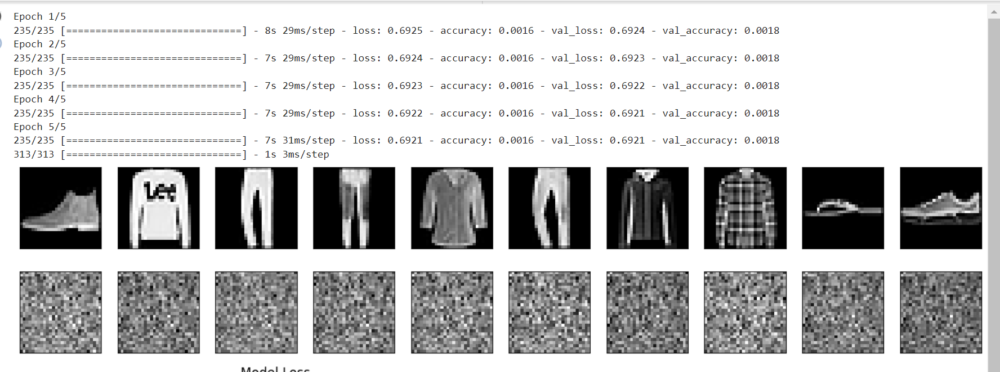 Epoch 1/5
235/235 [==============================] - 8s 29ms/step - loss: 0.6925 - accuracy: 0.0016 - val_loss: 0.6924 - val_accuracy: 0.0018
Epoch 2/5
235/235 [==============================] - 7s 29ms/step - loss: 0.6924 - accuracy: 0.0016 - val_loss: 0.6923 - val_accuracy: 0.0018
Epoch 3/5
235/235 [==============================] - 7s 29ms/step - loss: 0.6923 - accuracy: 0.0016 - val_loss: 0.6922 - val_accuracy: 0.0018
Epoch 4/5
235/235 [==============================] - 7s 29ms/step - loss: 0.6922 - accuracy: 0.0016 - val_loss: 0.6921 - val_accuracy: 0.0018
Epoch 5/5
235/235 [==============================] - 7s 31ms/step - loss: 0.6921 - accuracy: 0.0016 - val_loss: 0.6921 - val_accuracy: 0.0018
313/313 [==============================] - 1s 3ms/step
Lee
Model Loss